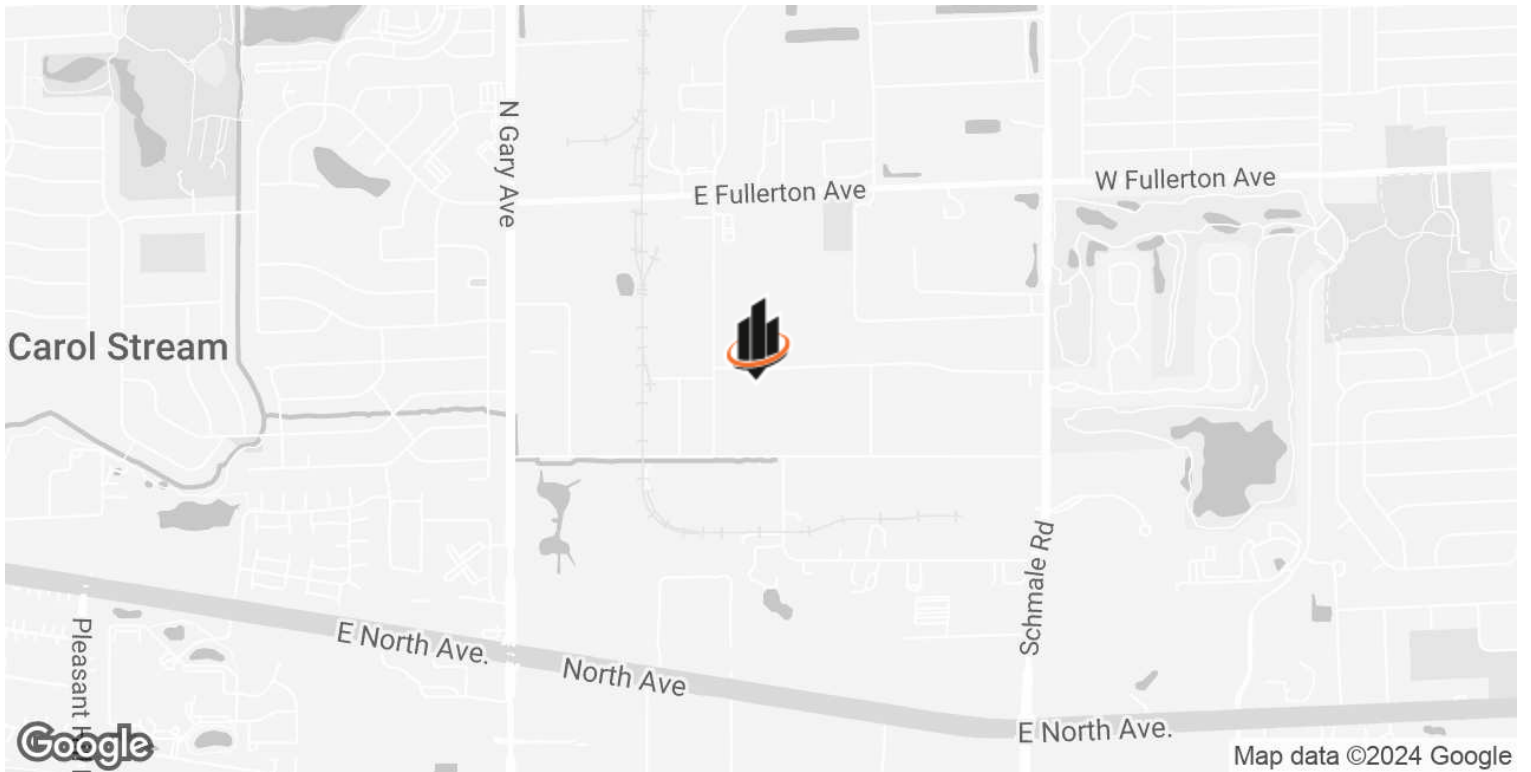 N Gary Ave
E Fullerton Ave
W Fullerton Ave
Carol Stream
Schmale Rd
Pleasant
E North Ave.
North Ave
E North Ave.
Google
Map data ©2024 Google